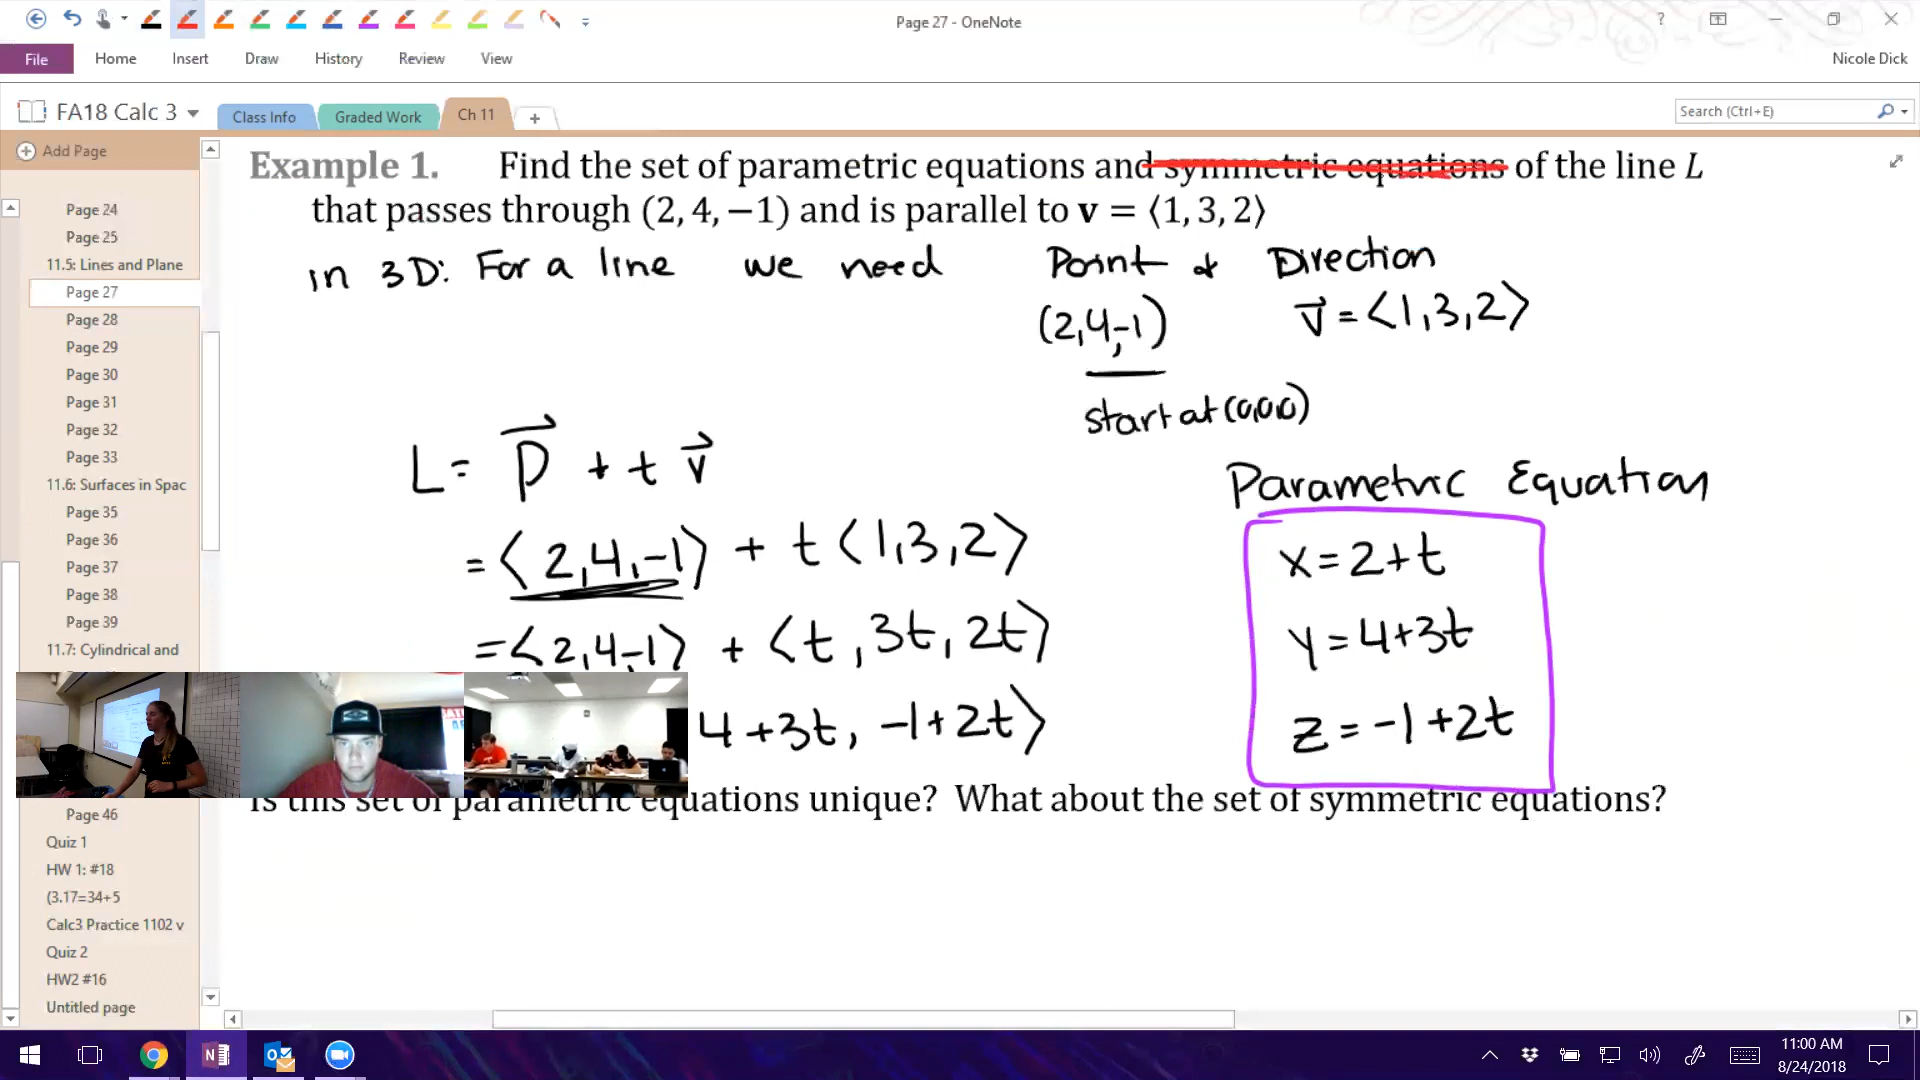 Page 27 - OneNote
File Home Insert Draw History Review View
Nicole Dick
FA18 Calc 3
Class Info Graded Work Ch 11
Search (Ctrl+E)
Add Page
Page 24
Page 25
11.5: Lines and Plane
Page 27
Page 28
Page 29
Page 30
Page 31
Page 32
Page 33
11.6: Surfaces in Spac
Page 35
Page 36
Page 37
Page 38
Page 39
11.7: Cylindrical and
Page 46
Quiz 1
HW 1: #18
(3.17=34+5
Calc3 Practice 1102 v
Quiz 2
HW2 #16
Untitled page
Example 1. Find the set of parametric equations and symmetric equations of the line L
that passes through (2, 4, −1) and is parallel to v = ⟨1, 3, 2⟩
in 3D: For a line we need Point & Direction
(2,4,-1) v⃗ = ⟨1,3,2⟩
start at (0,0,0)
L = P⃗ + t v⃗
= ⟨2,4,-1⟩ + t⟨1,3,2⟩
= ⟨2,4,-1⟩ + ⟨t, 3t, 2t⟩
4+3t, -1+2t⟩
Parametric Equation
x=2+t
y=4+3t
z=-1+2t
Is this set of parametric equations unique? What about the set of symmetric equations?
11:00 AM
8/24/2018